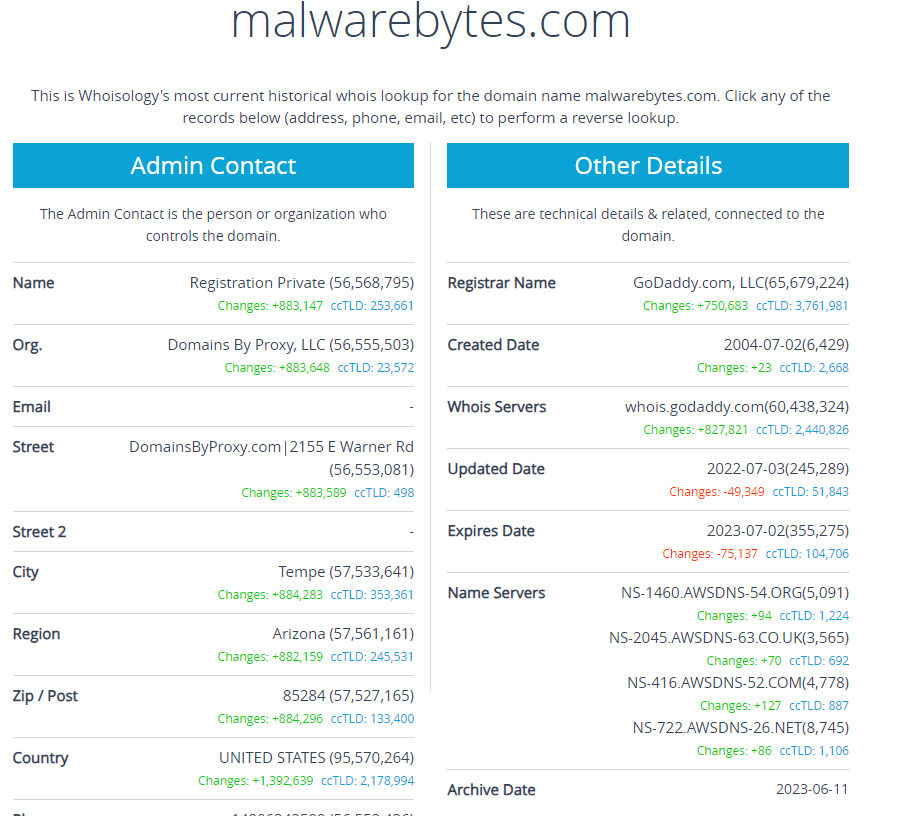 malwarebytes.com
This is Whoisology's most current historical whois lookup for the domain name malwarebytes.com. Click any of the
records below (address, phone, email, etc) to perform a reverse lookup.
Admin Contact
The Admin Contact is the person or organization who
controls the domain.
Name Registration Private (56,568,795)
Changes: +883,147 ccTLD: 253,661
Org. Domains By Proxy, LLC (56,555,503)
Changes: +883,648 ccTLD: 23,572
Email -
Street DomainsByProxy.com|2155 E Warner Rd
(56,553,081)
Changes: +883,589 ccTLD: 498
Street 2 -
City Tempe (57,533,641)
Changes: +884,283 ccTLD: 353,361
Region Arizona (57,561,161)
Changes: +882,159 ccTLD: 245,531
Zip / Post 85284 (57,527,165)
Changes: +884,296 ccTLD: 133,400
Country UNITED STATES (95,570,264)
Changes: +1,392,639 ccTLD: 2,178,994
Other Details
These are technical details & related, connected to the
domain.
Registrar Name GoDaddy.com, LLC(65,679,224)
Changes: +750,683 ccTLD: 3,761,981
Created Date 2004-07-02(6,429)
Changes: +23 ccTLD: 2,668
Whois Servers whois.godaddy.com(60,438,324)
Changes: +827,821 ccTLD: 2,440,826
Updated Date 2022-07-03(245,289)
Changes: -49,349 ccTLD: 51,843
Expires Date 2023-07-02(355,275)
Changes: -75,137 ccTLD: 104,706
Name Servers NS-1460.AWSDNS-54.ORG(5,091)
Changes: +94 ccTLD: 1,224
NS-2045.AWSDNS-63.CO.UK(3,565)
Changes: +70 ccTLD: 692
NS-416.AWSDNS-52.COM(4,778)
Changes: +127 ccTLD: 887
NS-722.AWSDNS-26.NET(8,745)
Changes: +86 ccTLD: 1,106
Archive Date 2023-06-11